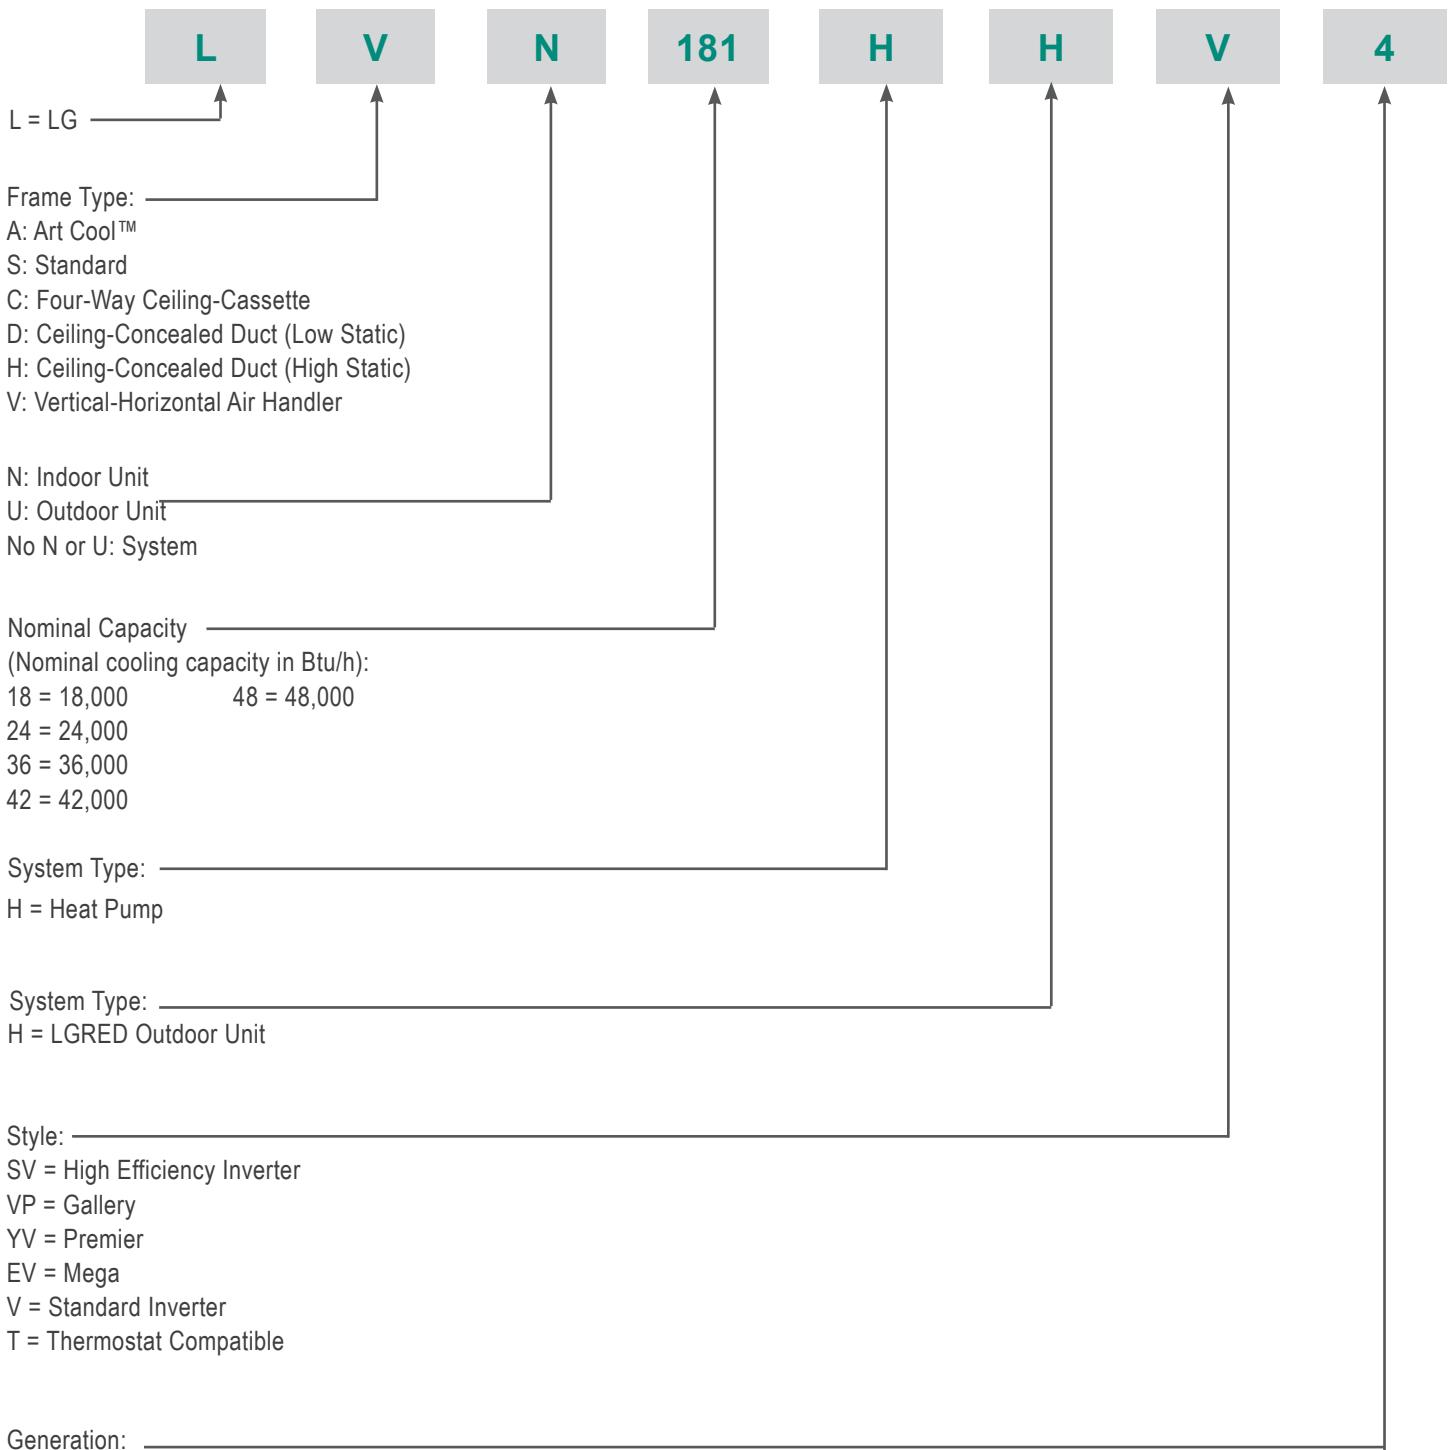 L V N 181 H H V 4
L = LG
Frame Type:
A: Art Cool™
S: Standard
C: Four-Way Ceiling-Cassette
D: Ceiling-Concealed Duct (Low Static)
H: Ceiling-Concealed Duct (High Static)
V: Vertical-Horizontal Air Handler
N: Indoor Unit
U: Outdoor Unit
No N or U: System
Nominal Capacity
(Nominal cooling capacity in Btu/h):
18 = 18,000 48 = 48,000
24 = 24,000
36 = 36,000
42 = 42,000
System Type:
H = Heat Pump
System Type:
H = LGRED Outdoor Unit
Style:
SV = High Efficiency Inverter
VP = Gallery
YV = Premier
EV = Mega
V = Standard Inverter
T = Thermostat Compatible
Generation: